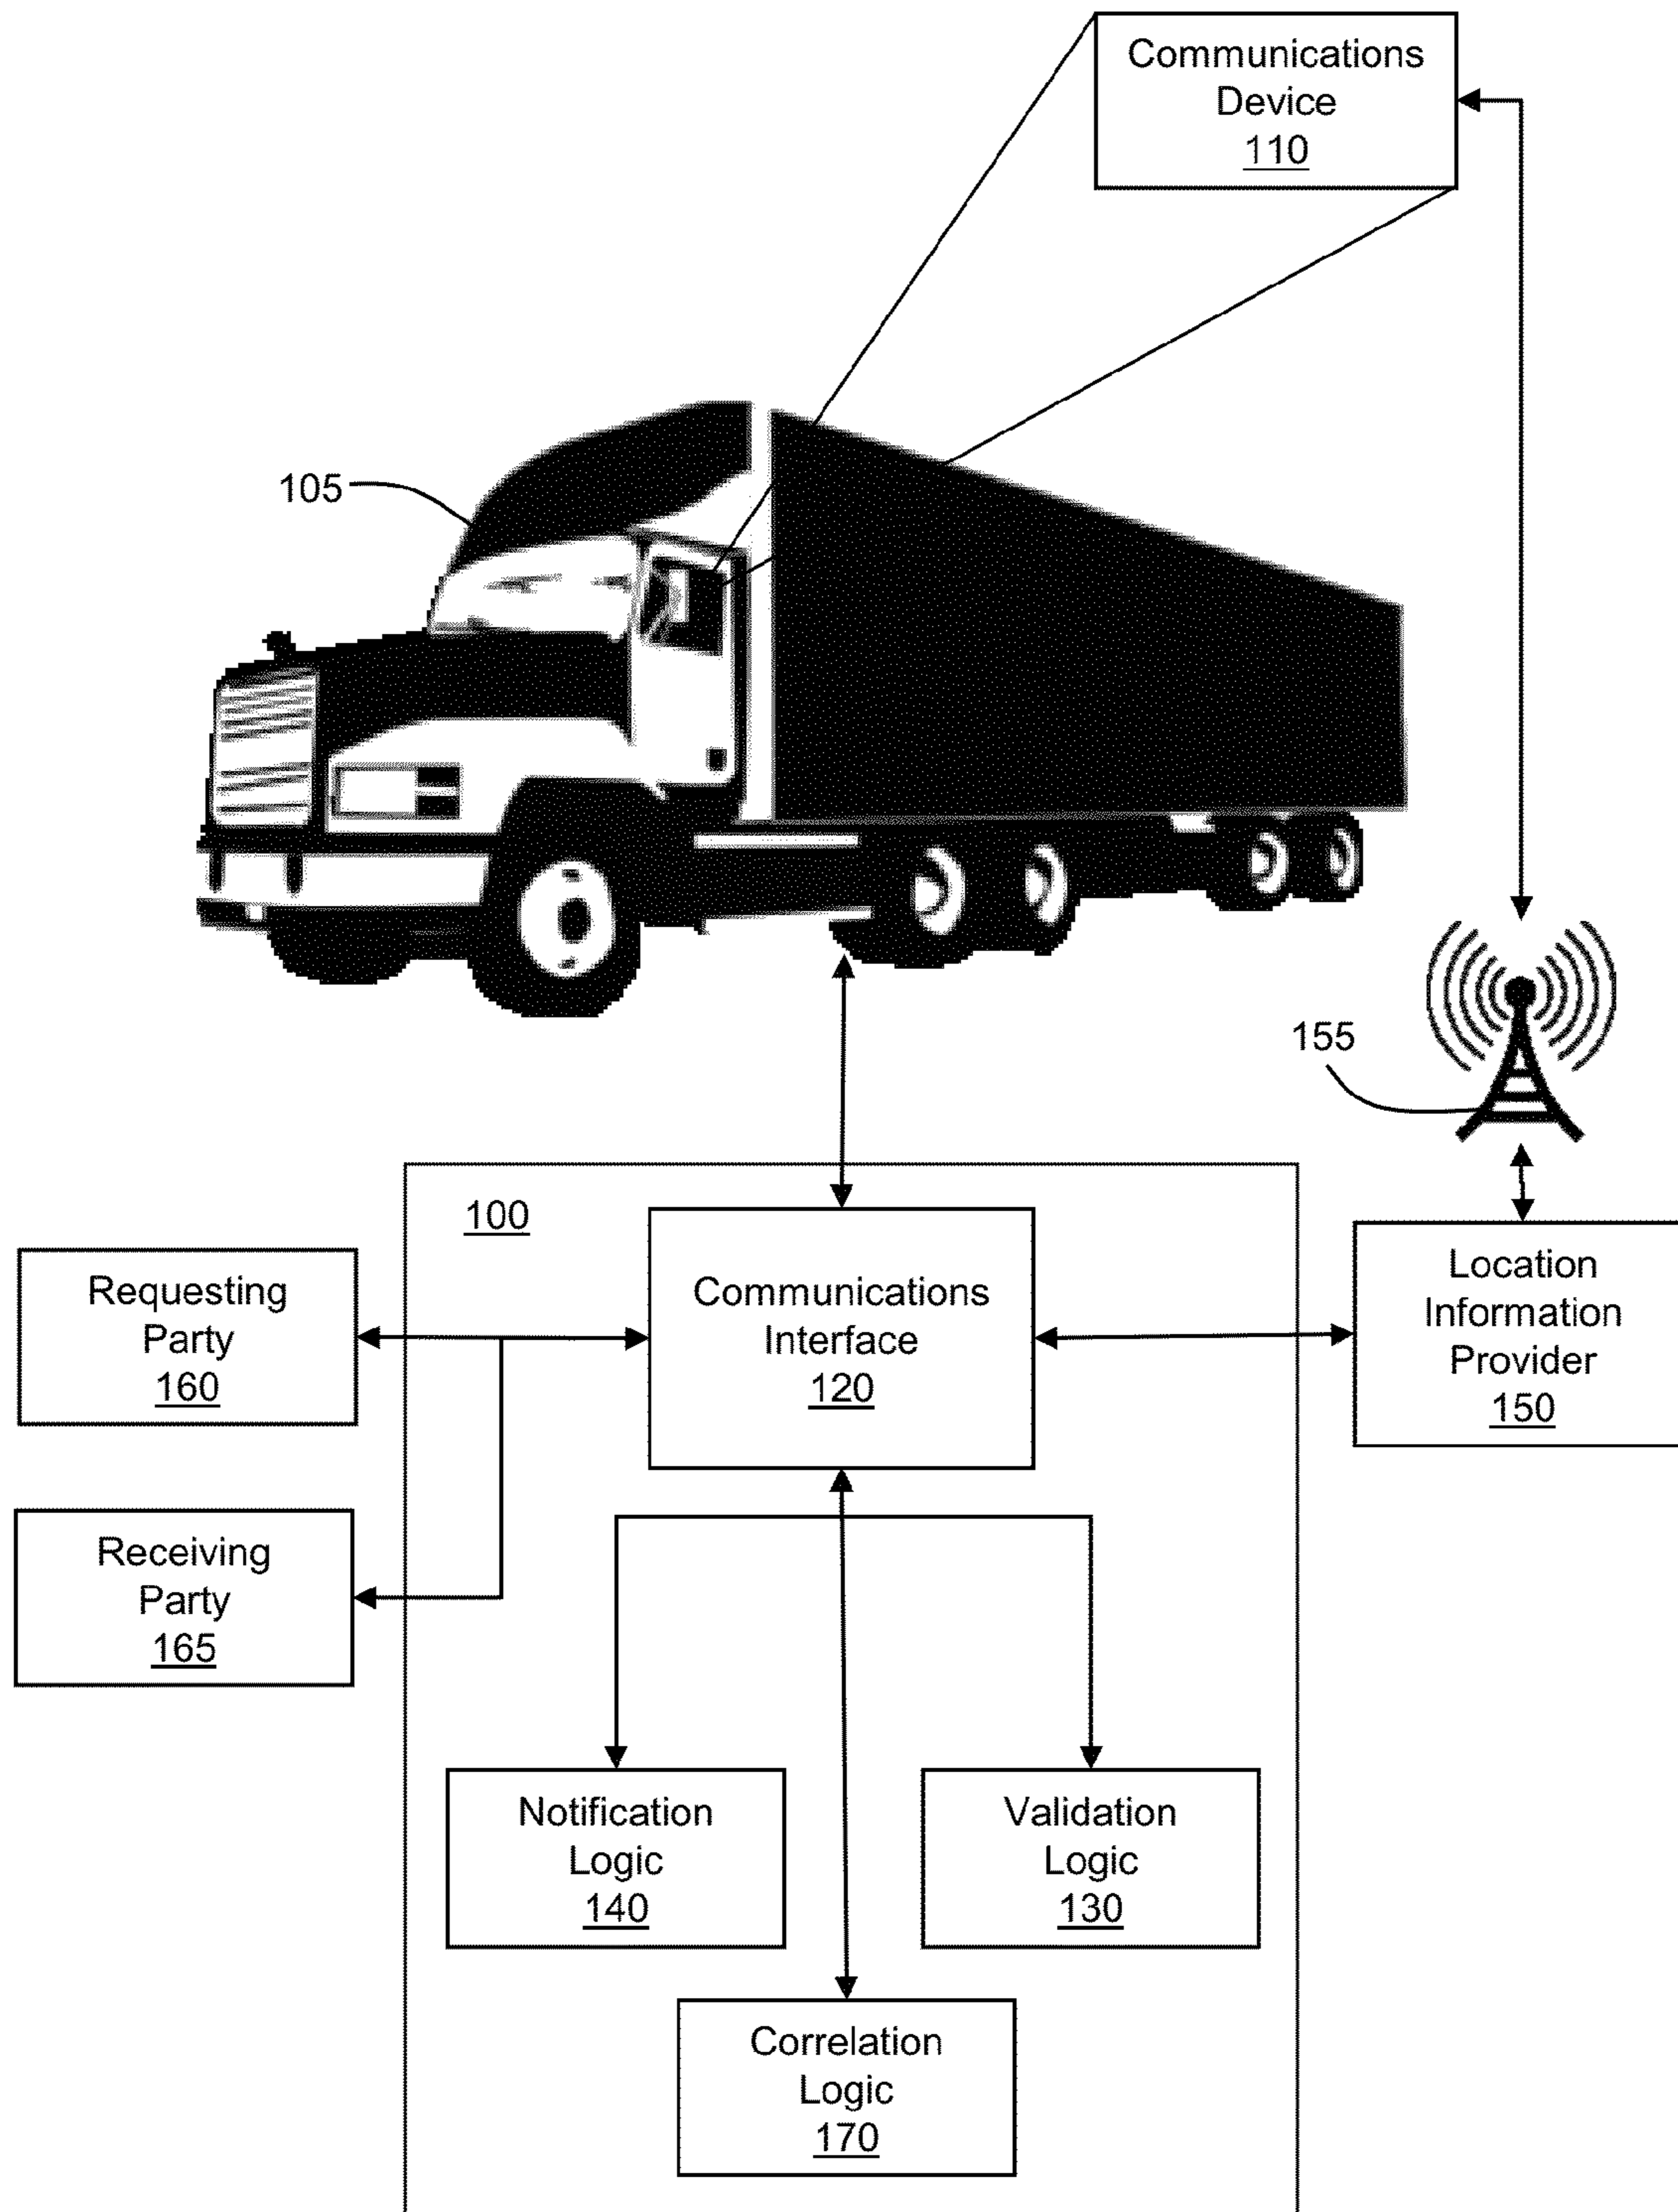 Communications
Device
110
105
155
100
Requesting
Party
160
Communications
Interface
120
Location
Information
Provider
150
Receiving
Party
165
Notification
Logic
140
Validation
Logic
130
Correlation
Logic
170